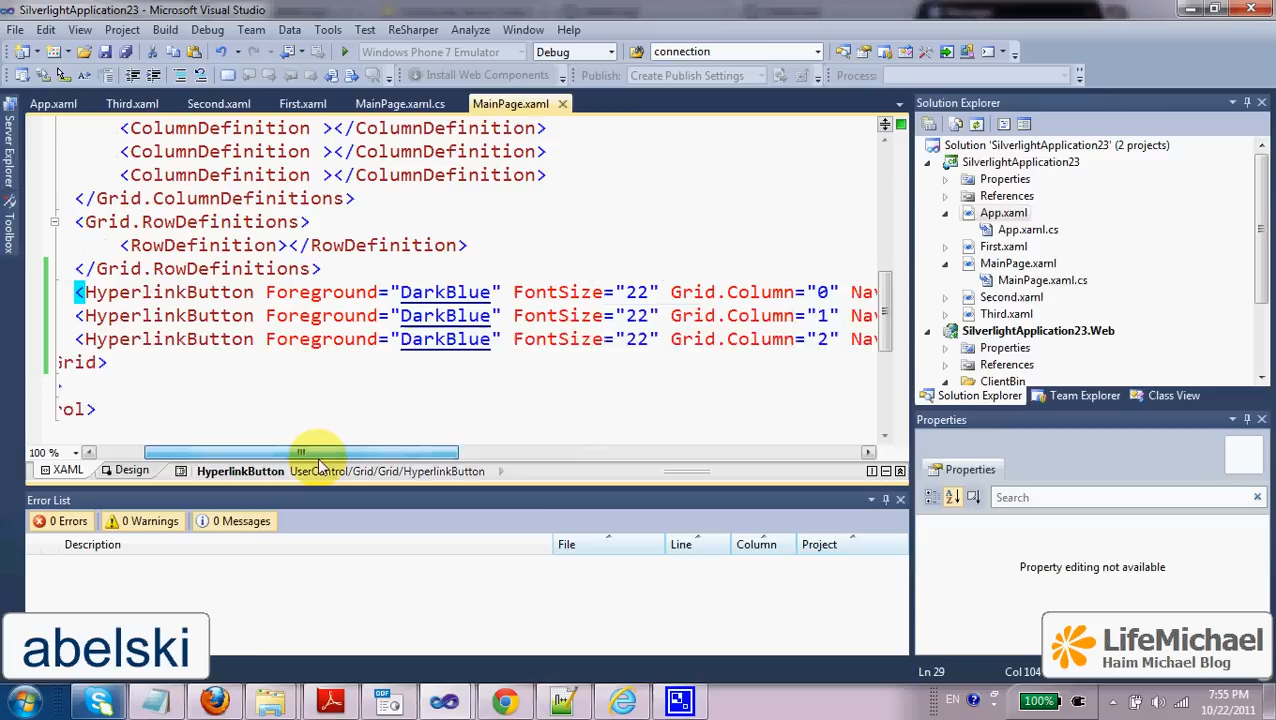 SilverlightApplication23 - Microsoft Visual Studio
File Edit View Project Build Debug Team Data Tools Test ReSharper Analyze Window Help
Windows Phone 7 Emulator Debug connection
Install Web Components Publish: Create Publish Settings Process:
App.xaml Third.xaml Second.xaml First.xaml MainPage.xaml.cs MainPage.xaml
Server Explorer
Toolbox
<ColumnDefinition ></ColumnDefinition>
<ColumnDefinition ></ColumnDefinition>
<ColumnDefinition ></ColumnDefinition>
</Grid.ColumnDefinitions>
<Grid.RowDefinitions>
<RowDefinition></RowDefinition>
</Grid.RowDefinitions>
<HyperlinkButton Foreground="DarkBlue" FontSize="22" Grid.Column="0" Nav
<HyperlinkButton Foreground="DarkBlue" FontSize="22" Grid.Column="1" Nav
<HyperlinkButton Foreground="DarkBlue" FontSize="22" Grid.Column="2" Nav
Grid>
>
rol>
100 %
XAML Design HyperlinkButton UserControl/Grid/Grid/HyperlinkButton
Solution Explorer
Solution 'SilverlightApplication23' (2 projects)
SilverlightApplication23
Properties
References
App.xaml
App.xaml.cs
First.xaml
MainPage.xaml
MainPage.xaml.cs
Second.xaml
Third.xaml
SilverlightApplication23.Web
Properties
References
ClientBin
Solution Explorer Team Explorer Class View
Properties
Properties Search
Property editing not available
Error List
0 Errors 0 Warnings 0 Messages
Description File Line Column Project
abelski
LifeMichael
Haim Michael Blog
Ln 29 Col 104
EN 100% 7:55 PM
10/22/2011